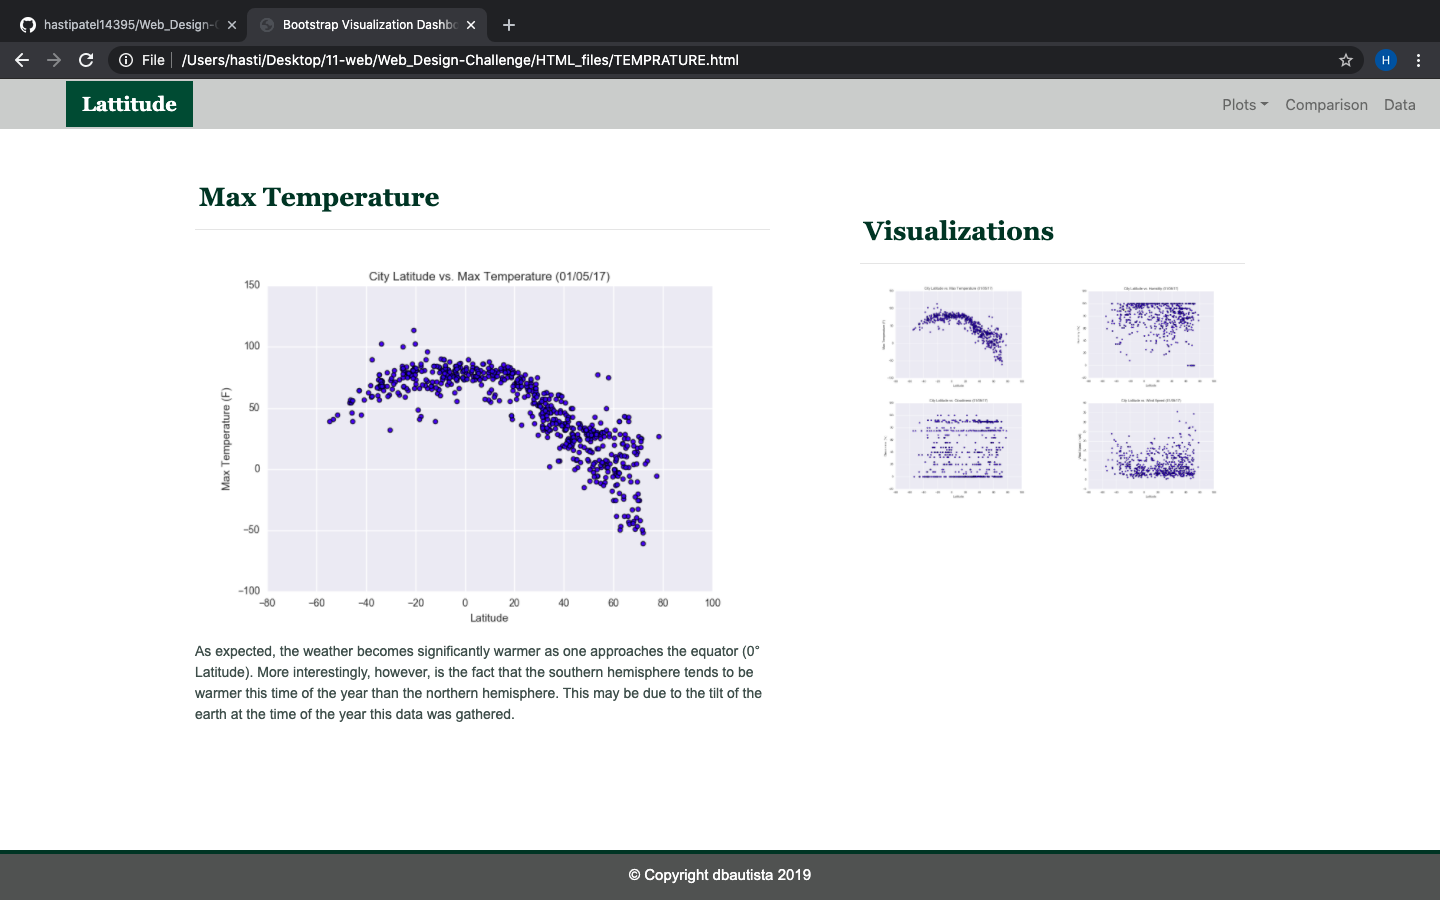 hastipatel14395/Web_Design-C
Bootstrap Visualization Dashbo
File /Users/hasti/Desktop/11-web/Web_Design-Challenge/HTML_files/TEMPRATURE.html
H
Lattitude
Plots Comparison Data
Max Temperature
City Latitude vs. Max Temperature (01/05/17)
150
100
50
0
−50
−100
Max Temperature (F)
−80 −60 −40 −20 0 20 40 60 80 100
Latitude
As expected, the weather becomes significantly warmer as one approaches the equator (0°
Latitude). More interestingly, however, is the fact that the southern hemisphere tends to be
warmer this time of the year than the northern hemisphere. This may be due to the tilt of the
earth at the time of the year this data was gathered.
Visualizations
Latitude
Latitude
Latitude
Latitude
© Copyright dbautista 2019